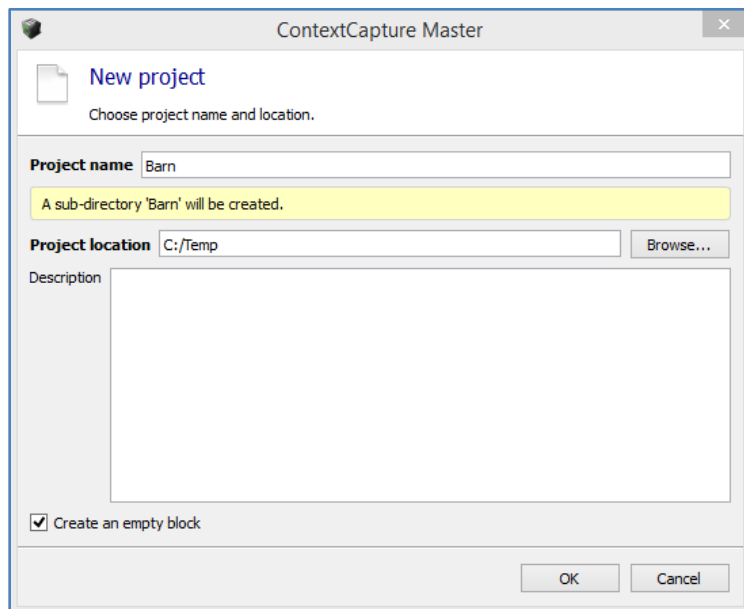 ContextCapture Master
New project
Choose project name and location.
Project name Barn
A sub-directory 'Barn' will be created.
Project location C:/Temp Browse...
Description
Create an empty block
OK Cancel